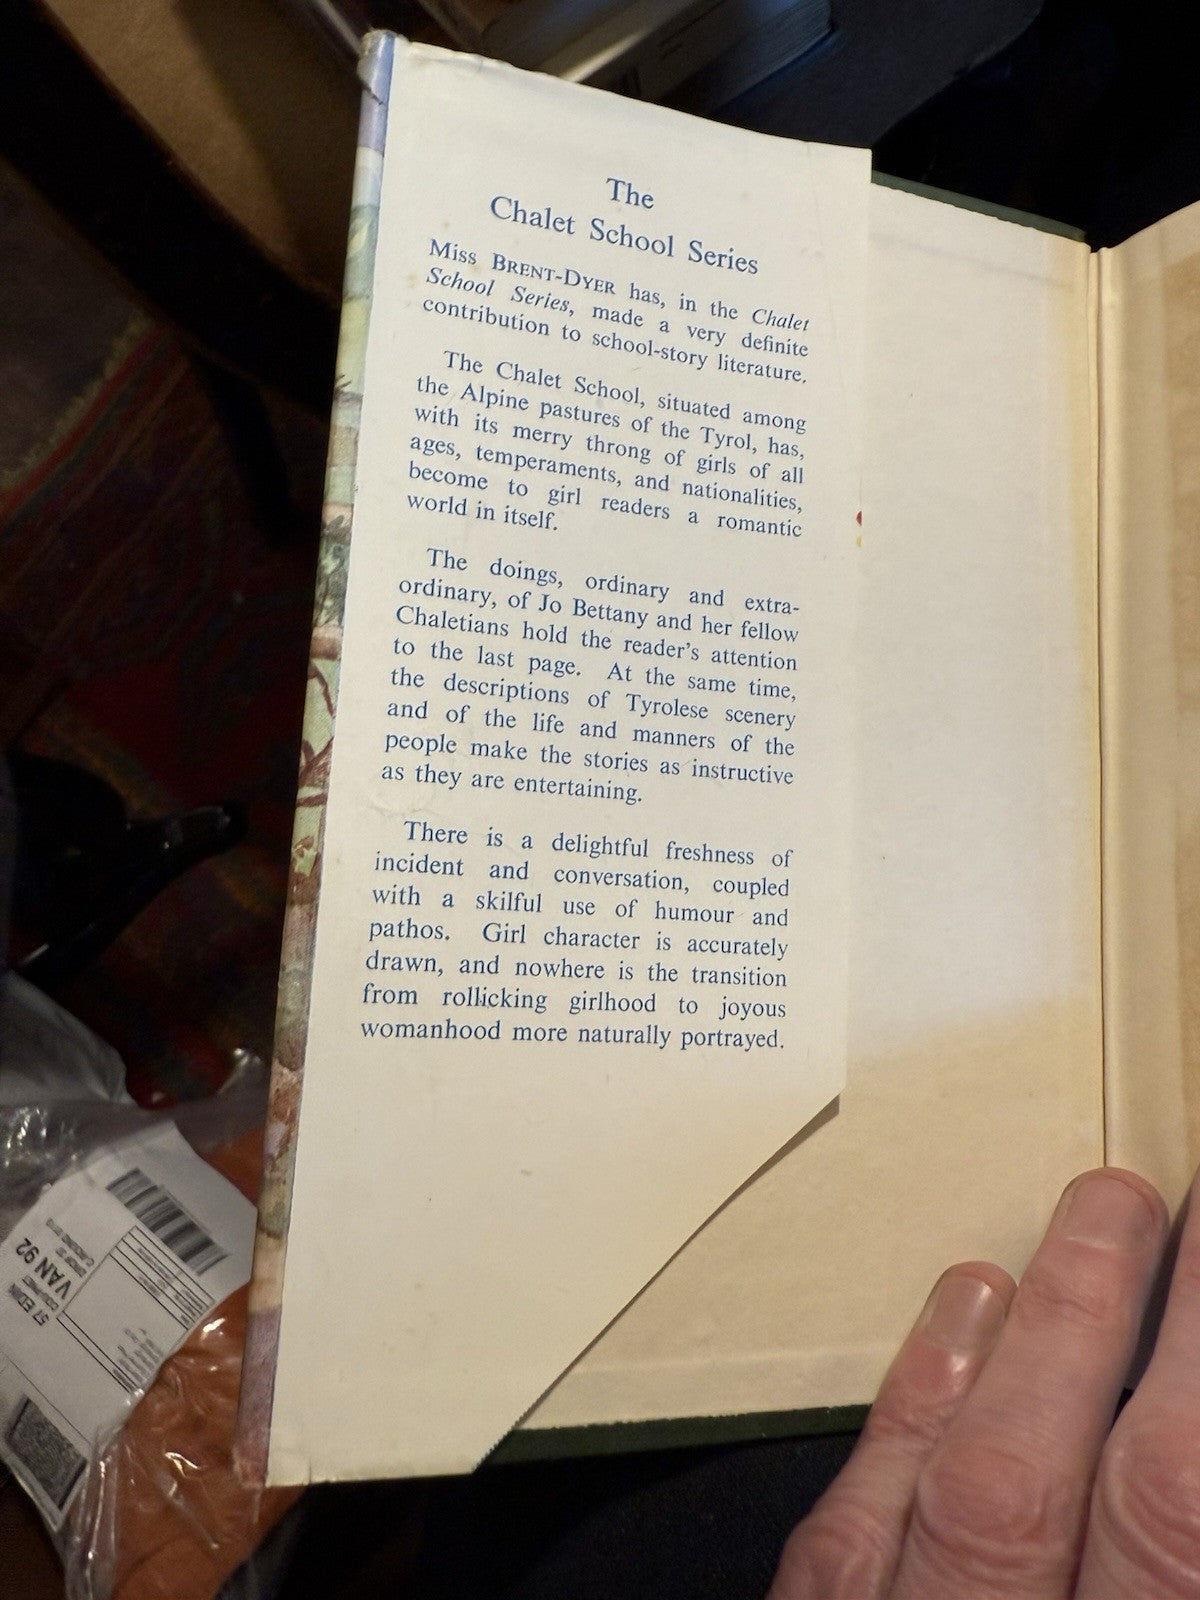 The
Chalet School Series
Miss BRENT-DYER has, in the Chalet
School Series, made a very definite
contribution to school-story literature.
The Chalet School, situated among
the Alpine pastures of the Tyrol, has,
with its merry throng of girls of all
ages, temperaments, and nationalities,
become to girl readers a romantic
world in itself.
The doings, ordinary and extra-
ordinary, of Jo Bettany and her fellow
Chaletians hold the reader's attention
to the last page. At the same time,
the descriptions of Tyrolese scenery
and of the life and manners of the
people make the stories as instructive
as they are entertaining.
There is a delightful freshness of
incident and conversation, coupled
with a skilful use of humour and
pathos. Girl character is accurately
drawn, and nowhere is the transition
from rollicking girlhood to joyous
womanhood more naturally portrayed.
57 EDIN
VAN 92